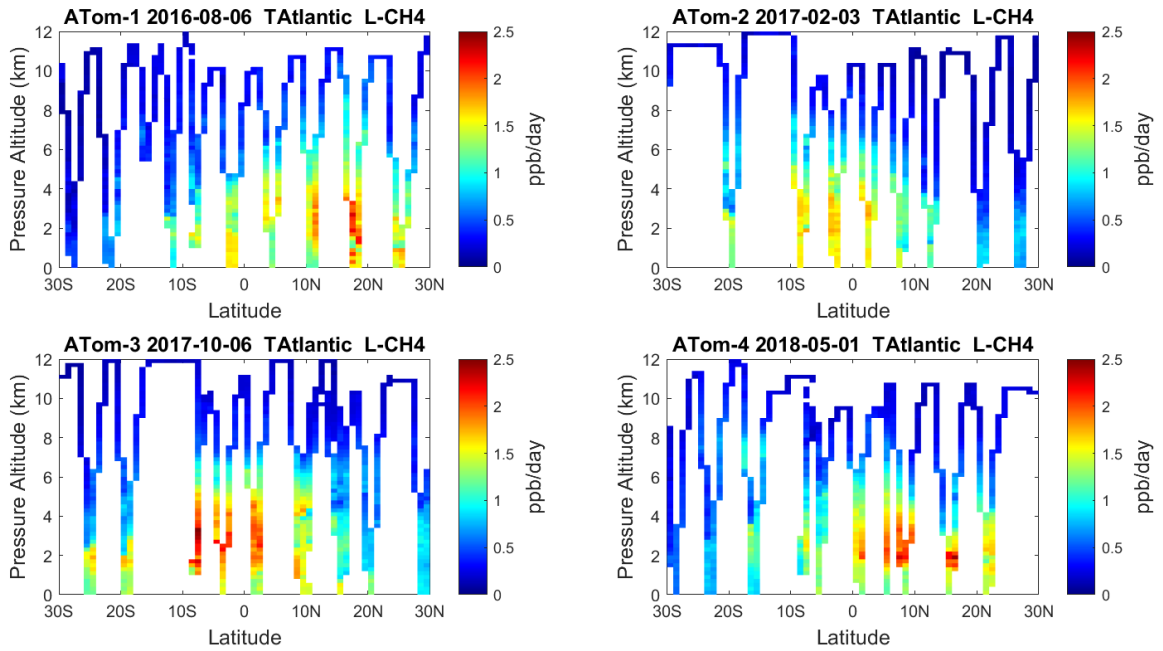 ATom-1 2016-08-06 TAtlantic L-CH4
12
10
8
6
4
2
0
Pressure Altitude (km)
30S 20S 10S 0 10N 20N 30N
Latitude
2.5
2
1.5
1
0.5
0
ppb/day
ATom-2 2017-02-03 TAtlantic L-CH4
12
10
8
6
4
2
0
Pressure Altitude (km)
30S 20S 10S 0 10N 20N 30N
Latitude
2.5
2
1.5
1
0.5
0
ppb/day
ATom-3 2017-10-06 TAtlantic L-CH4
12
10
8
6
4
2
0
Pressure Altitude (km)
30S 20S 10S 0 10N 20N 30N
Latitude
2.5
2
1.5
1
0.5
0
ppb/day
ATom-4 2018-05-01 TAtlantic L-CH4
12
10
8
6
4
2
0
Pressure Altitude (km)
30S 20S 10S 0 10N 20N 30N
Latitude
2.5
2
1.5
1
0.5
0
ppb/day